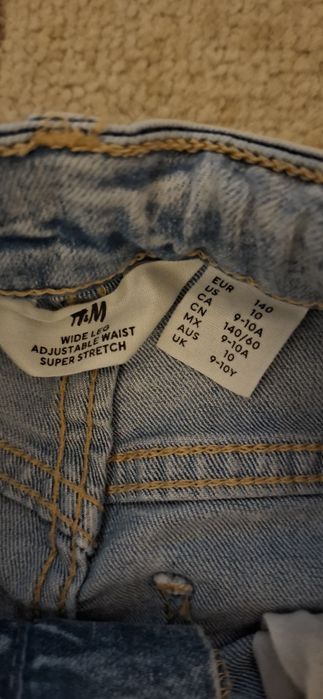 H&M
WIDE LEG
ADJUSTABLE WAIST
SUPER STRETCH
EUR 140
US 10
CA 9-10A
CN 140/60
MX 9-10A
AUS 10
UK 9-10Y